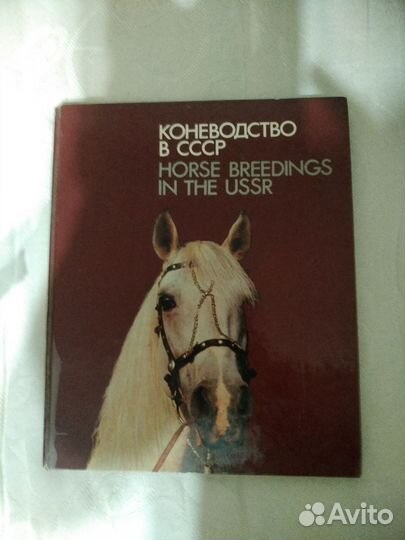 КОНЕВОДСТВО
В СССР
HORSE BREEDINGS
IN THE USSR
Avito